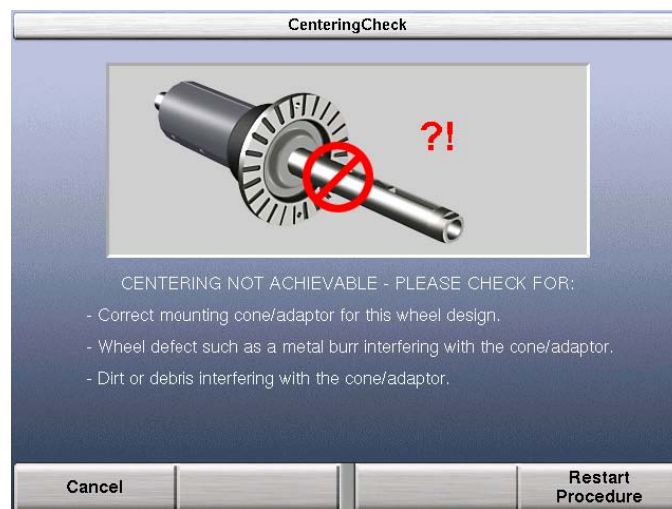 CenteringCheck
?!
CENTERING NOT ACHIEVABLE - PLEASE CHECK FOR:
- Correct mounting cone/adaptor for this wheel design.
- Wheel defect such as a metal burr interfering with the cone/adaptor.
- Dirt or debris interfering with the cone/adaptor.
Cancel
Restart
Procedure